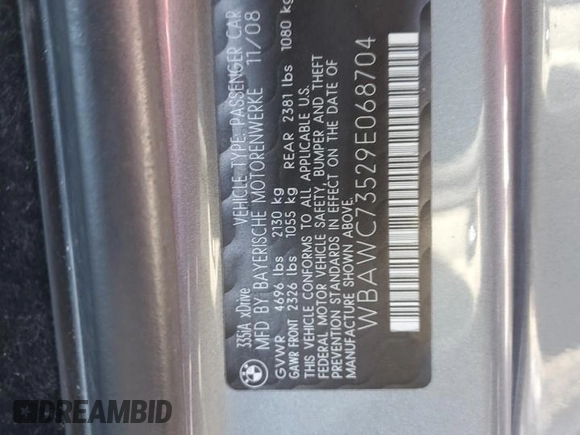 335iA xDrive VEHICLE TYPE: PASSENGER CAR
MFD BY BAYERISCHE MOTORENWERKE 11/08
GVWR 4696 lbs 2130 kg
GAWR FRONT 2326 lbs 1055 kg REAR 2381 lbs 1080 kg
THIS VEHICLE CONFORMS TO ALL APPLICABLE U.S.
FEDERAL MOTOR VEHICLE SAFETY, BUMPER AND THEFT
PREVENTION STANDARDS IN EFFECT ON THE DATE OF
MANUFACTURE SHOWN ABOVE.
WBAWC73529E068704
BMW
DREAMBID